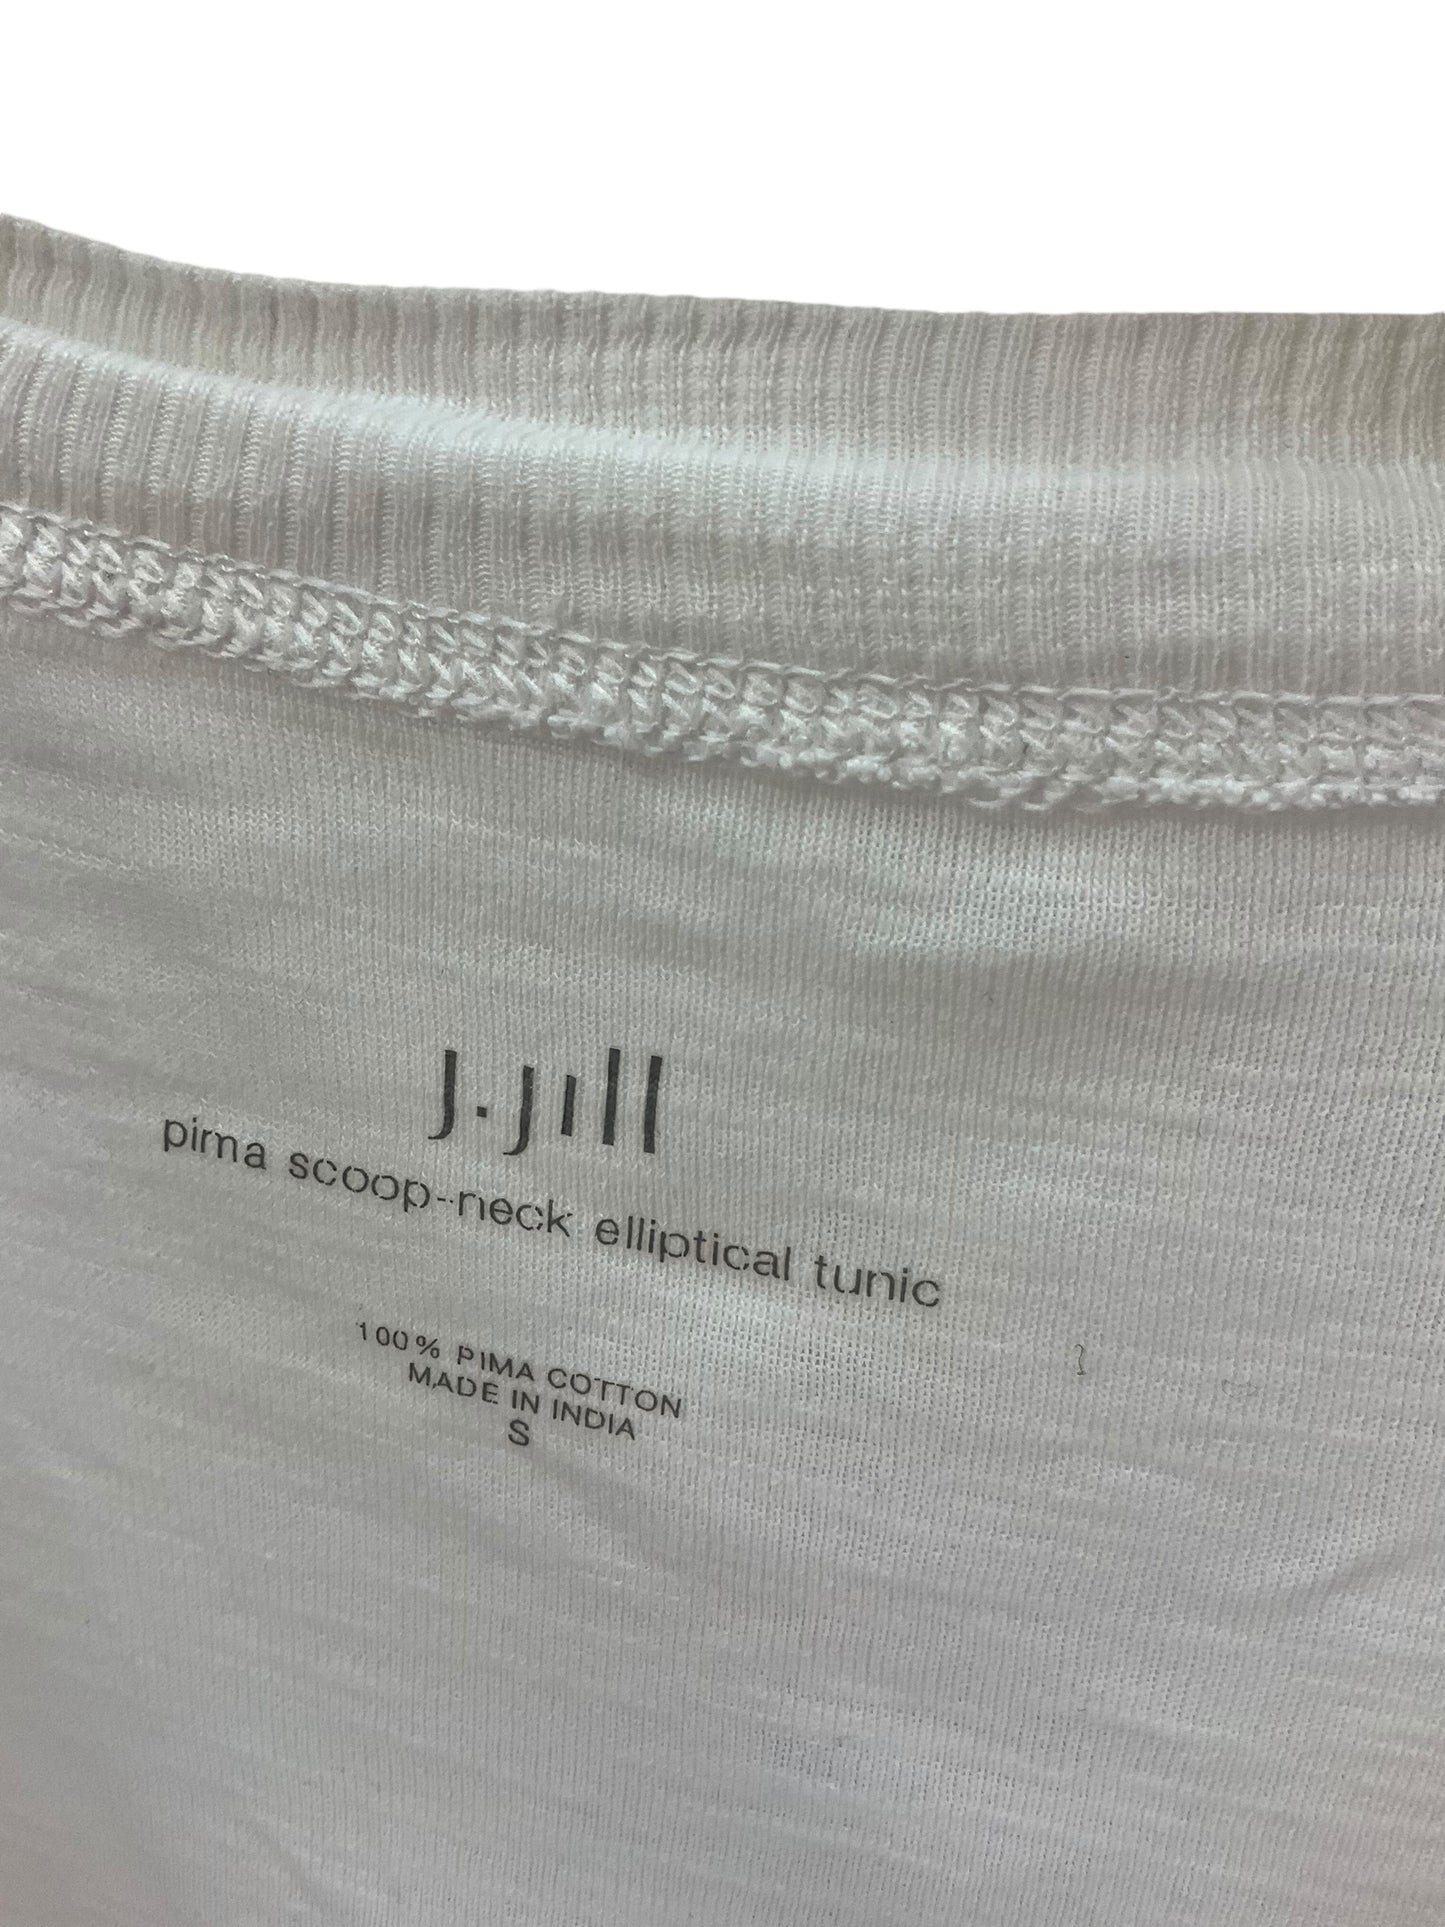 J.Jill
pima scoop-neck elliptical tunic
100% PIMA COTTON
MADE IN INDIA
S